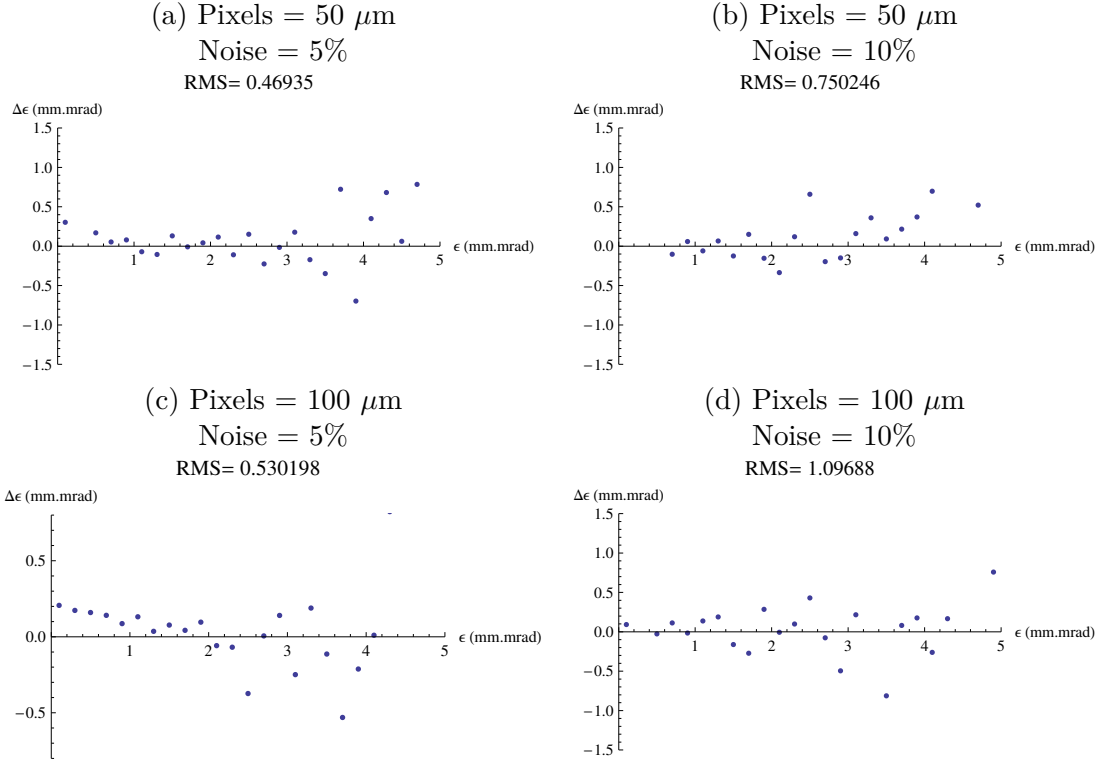 (a) Pixels = 50 μm
Noise = 5%
RMS= 0.46935
Δϵ (mm.mrad)
1.5
1.0
0.5
0.0
−0.5
−1.0
−1.5
1 2 3 4 5
ϵ (mm.mrad)
(b) Pixels = 50 μm
Noise = 10%
RMS= 0.750246
Δϵ (mm.mrad)
1.5
1.0
0.5
0.0
−0.5
−1.0
−1.5
1 2 3 4 5
ϵ (mm.mrad)
(c) Pixels = 100 μm
Noise = 5%
RMS= 0.530198
Δϵ (mm.mrad)
0.5
0.0
−0.5
1 2 3 4 5
ϵ (mm.mrad)
(d) Pixels = 100 μm
Noise = 10%
RMS= 1.09688
Δϵ (mm.mrad)
1.5
1.0
0.5
0.0
−0.5
−1.0
−1.5
1 2 3 4 5
ϵ (mm.mrad)